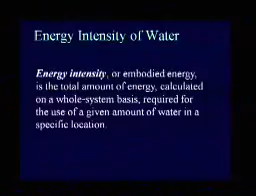 Energy Intensity of Water
Energy intensity, or embodied energy,
is the total amount of energy, calculated
on a whole-system basis, required for
the use of a given amount of water in a
specific location.